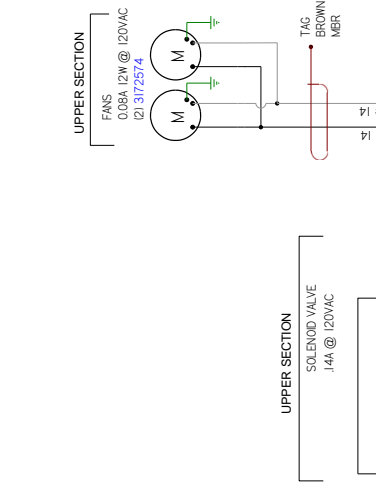 UPPER SECTION
FANS
0.08A 12W @ 120VAC
(2) 3172574
M
M
TAG
BROWN
MBR
14
14
UPPER SECTION
SOLENOID VALVE
.14A @ 120VAC